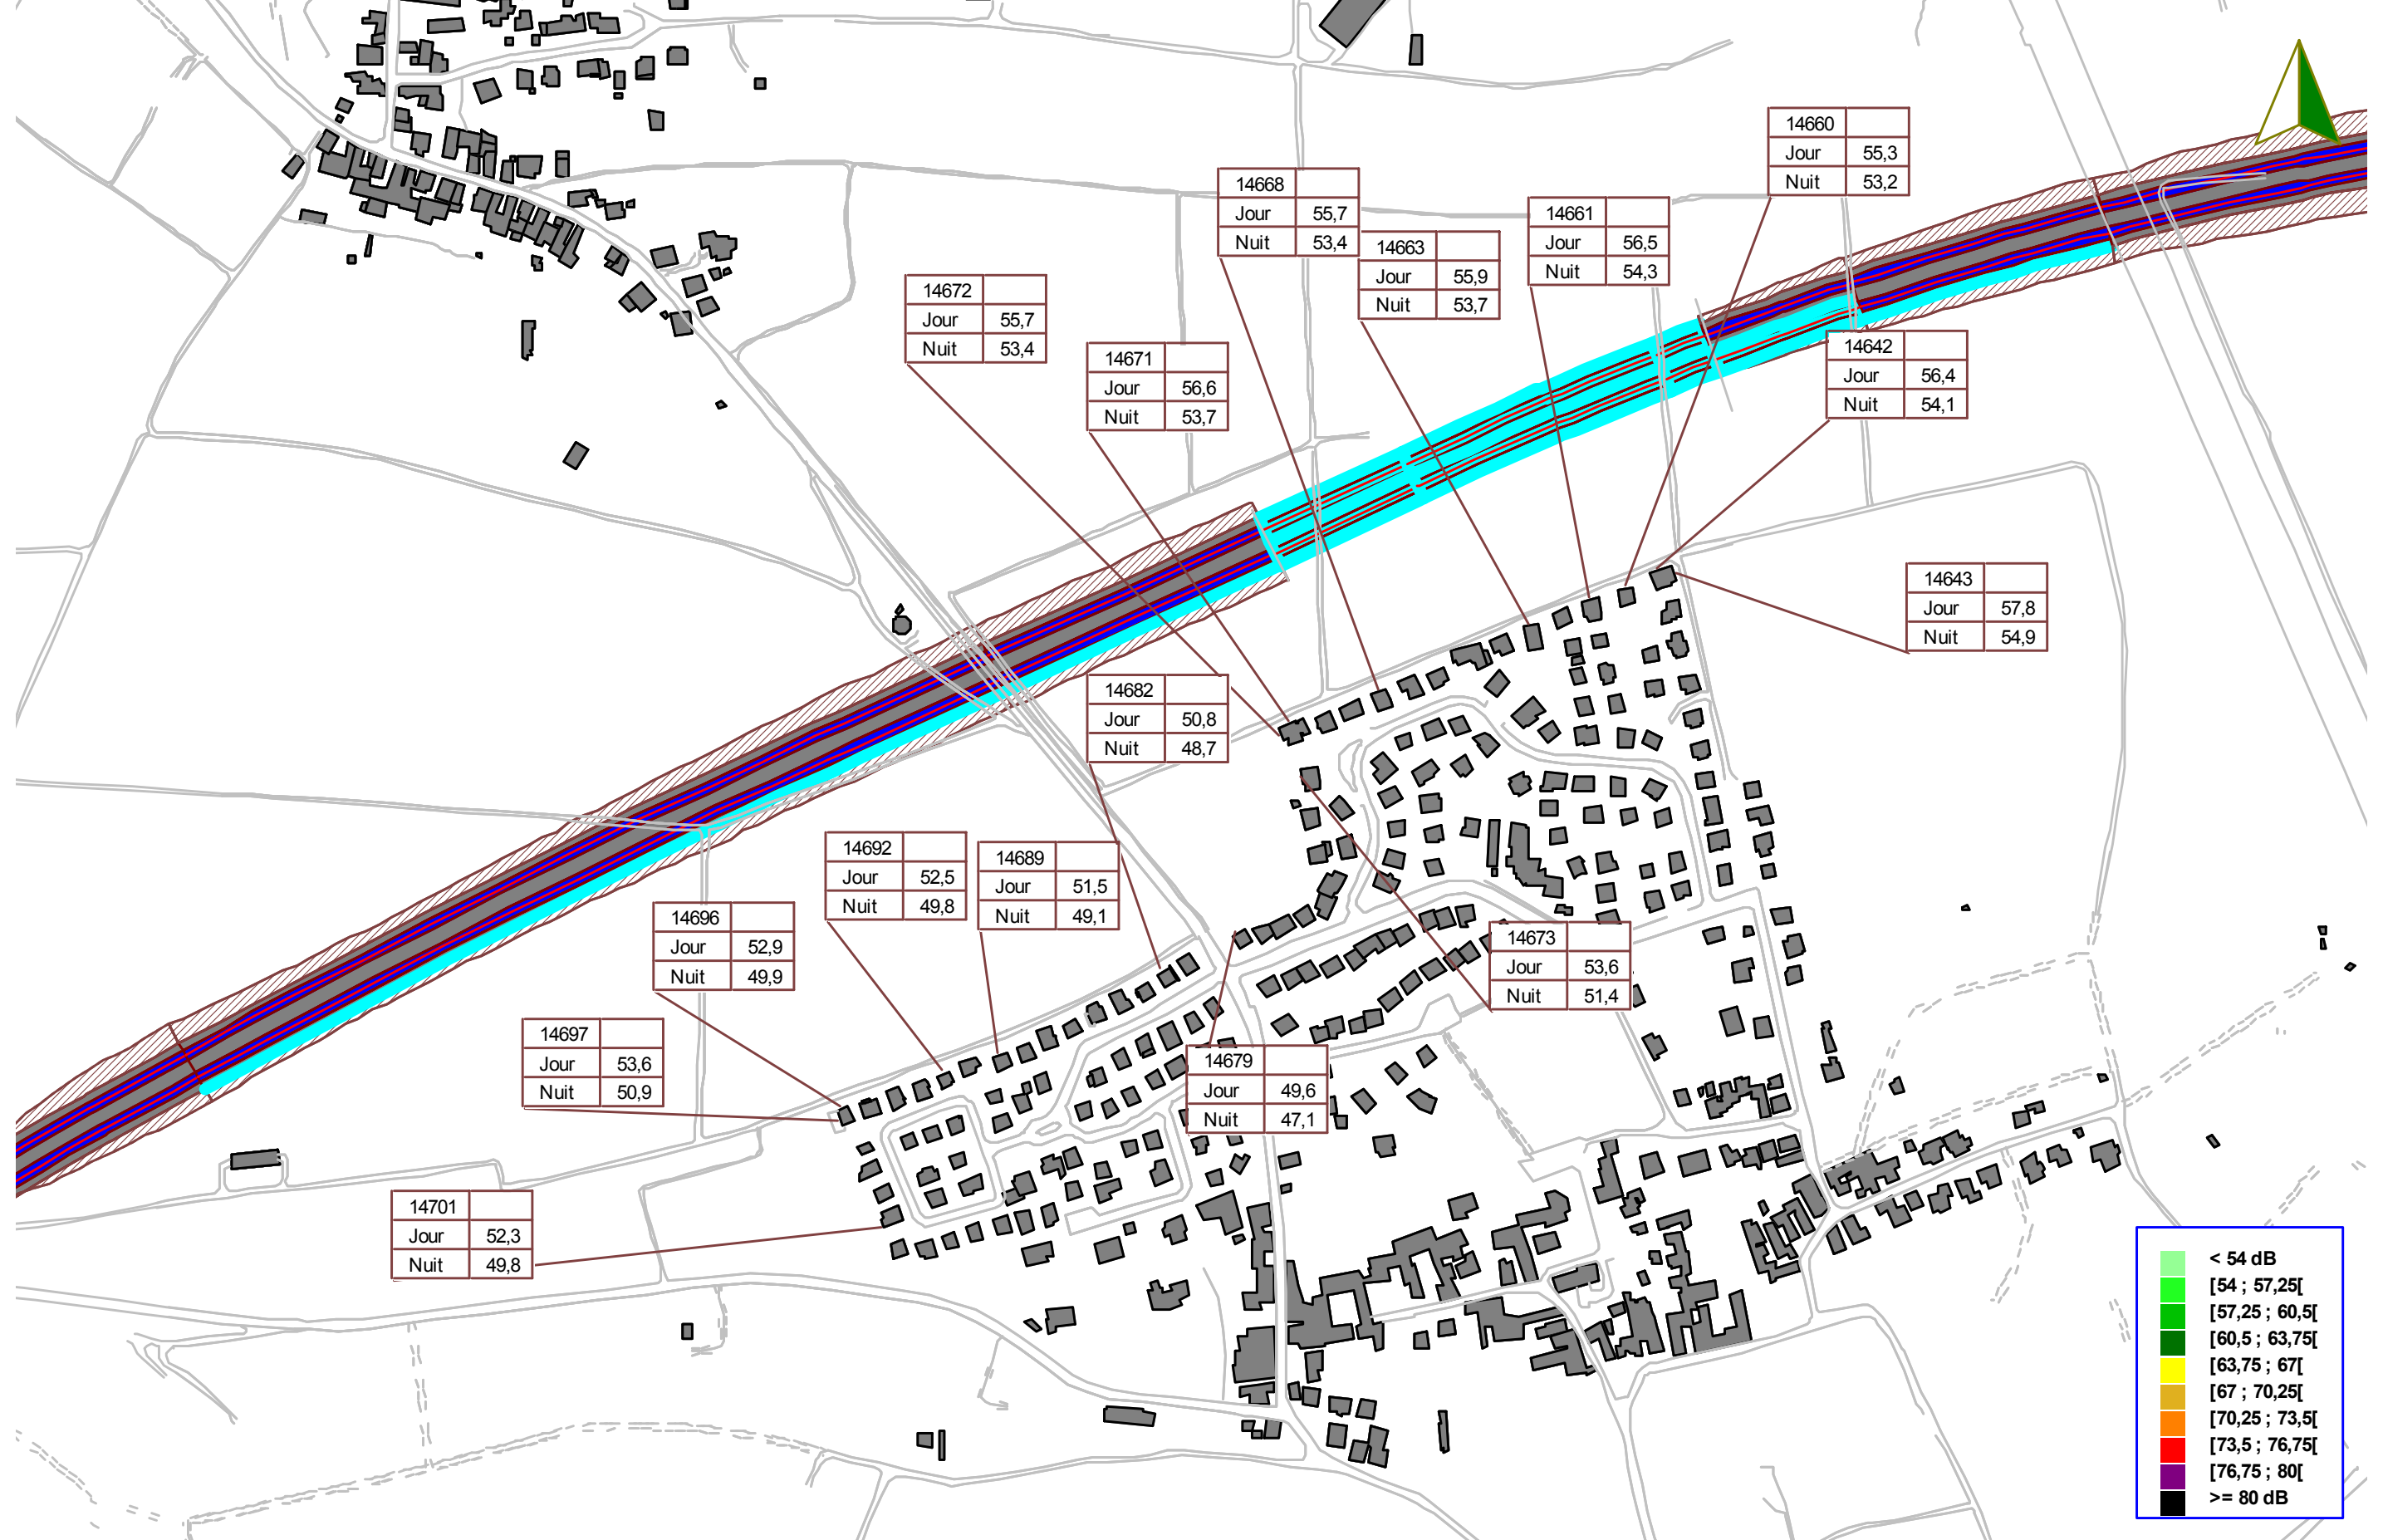 14660
Jour 55,3
Nuit 53,2
14668
Jour 55,7
Nuit 53,4
14661
Jour 56,5
Nuit 54,3
14663
Jour 55,9
Nuit 53,7
14672
Jour 55,7
Nuit 53,4
14671
Jour 56,6
Nuit 53,7
14642
Jour 56,4
Nuit 54,1
14643
Jour 57,8
Nuit 54,9
14682
Jour 50,8
Nuit 48,7
14692
Jour 52,5
Nuit 49,8
14689
Jour 51,5
Nuit 49,1
14696
Jour 52,9
Nuit 49,9
14673
Jour 53,6
Nuit 51,4
14697
Jour 53,6
Nuit 50,9
14679
Jour 49,6
Nuit 47,1
14701
Jour 52,3
Nuit 49,8
< 54 dB
[54 ; 57,25[
[57,25 ; 60,5[
[60,5 ; 63,75[
[63,75 ; 67[
[67 ; 70,25[
[70,25 ; 73,5[
[73,5 ; 76,75[
[76,75 ; 80[
>= 80 dB